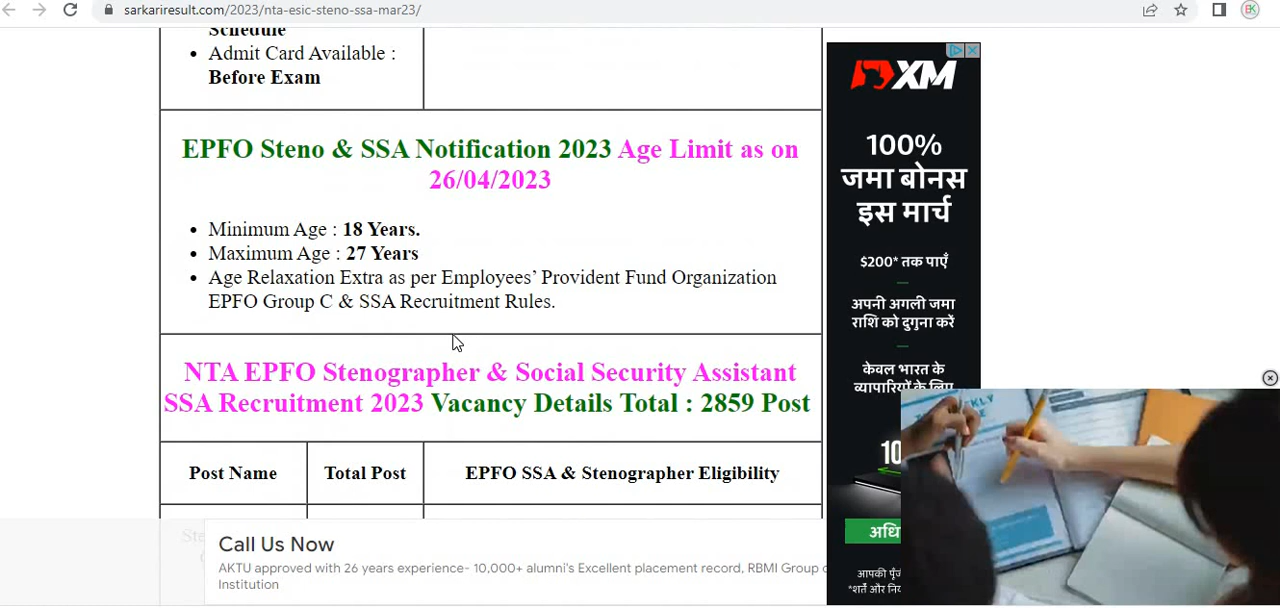 sarkariresult.com/2023/nta-esic-steno-ssa-mar23/
Schedule
Admit Card Available :
Before Exam
EPFO Steno & SSA Notification 2023 Age Limit as on
26/04/2023
Minimum Age : 18 Years.
Maximum Age : 27 Years
Age Relaxation Extra as per Employees’ Provident Fund Organization
EPFO Group C & SSA Recruitment Rules.
NTA EPFO Stenographer & Social Security Assistant
SSA Recruitment 2023 Vacancy Details Total : 2859 Post
Post Name
Total Post
EPFO SSA & Stenographer Eligibility
Call Us Now
AKTU approved with 26 years experience- 10,000+ alumni's Excellent placement record, RBMI Group
Institution
XM
100%
जमा बोनस
इस मार्च
$200* तक पाएँ
अपनी अगली जमा
राशि को दुगुना करें
केवल भारत के
व्यापारियों के लिए
10
अधि
आपकी
*शर्तें और